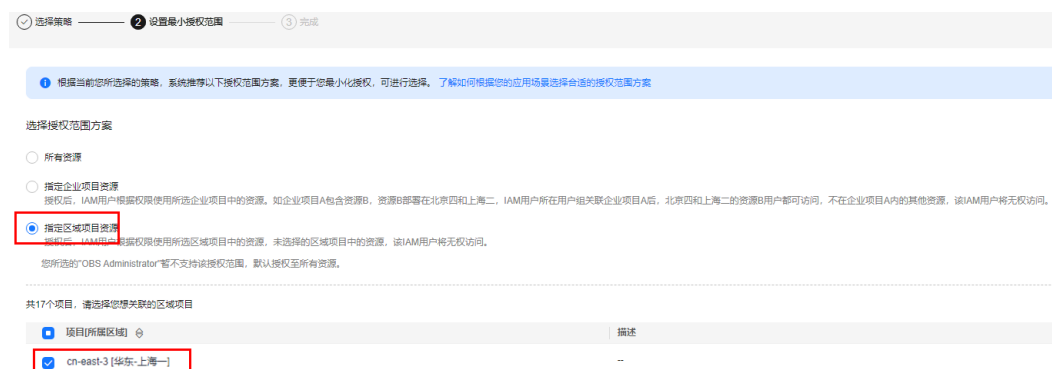 选择策略 2 设置最小授权范围 3 完成
根据当前您所选择的策略，系统推荐以下授权范围方案，更便于您最小化授权，可进行选择。 了解如何根据您的应用场景选择合适的授权范围方案
选择授权范围方案
所有资源
指定企业项目资源
授权后，IAM用户根据权限使用所选企业项目中的资源。如企业项目A包含资源B，资源B部署在北京四和上海二，IAM用户所在用户组关联企业项目A后，北京四和上海二的资源B用户都可访问，不在企业项目A内的其他资源，该IAM用户将无权访问。
指定区域项目资源
授权后，IAM用户根据权限使用所选区域项目中的资源，未选择的区域项目中的资源，该IAM用户将无权访问。
您所选的"OBS Administrator"暂不支持该授权范围，默认授权至所有资源。
共17个项目，请选择您想关联的区域项目
项目[所属区域] 描述
cn-east-3 [华东-上海一] --